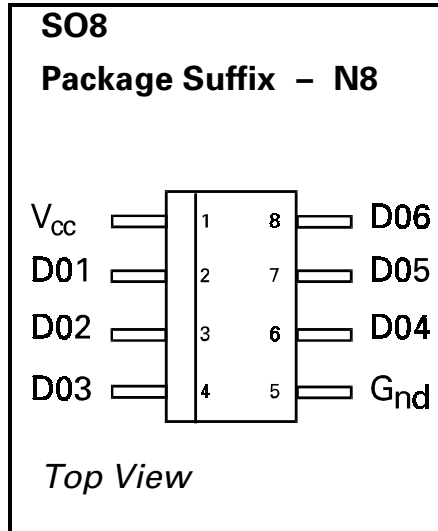 SO8
Package Suffix – N8
Vcc 1 8 D06
D01 2 7 D05
D02 3 6 D04
D03 4 5 Gnd
Top View